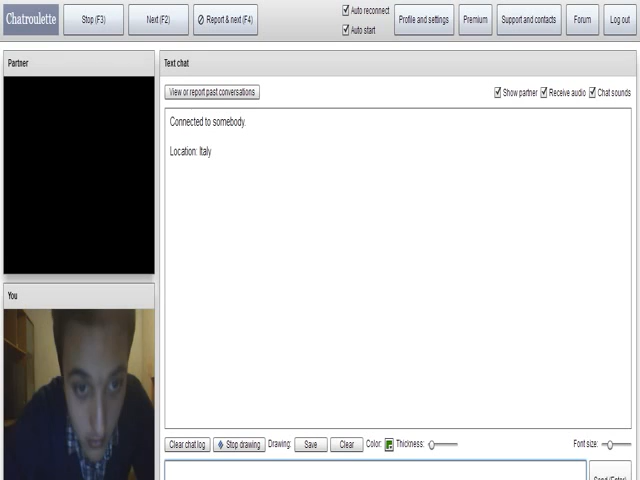 Chatroulette
Stop (F3)
Next (F2)
Report & next (F4)
Auto reconnect
Auto start
Profile and settings
Premium
Support and contacts
Forum
Log out
Partner
Text chat
View or report past conversations
Show partner
Receive audio
Chat sounds
Connected to somebody.
Location: Italy
You
Clear chat log
Stop drawing
Drawing:
Save
Clear
Color:
Thickness:
Font size:
Send (Enter)